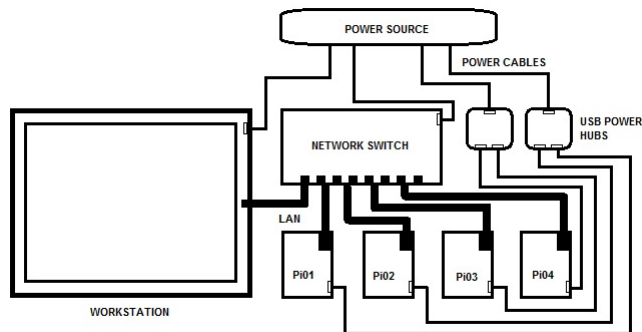 POWER SOURCE
POWER CABLES
USB POWER
HUBS
NETWORK SWITCH
LAN
Pi01
Pi02
Pi03
Pi04
WORKSTATION